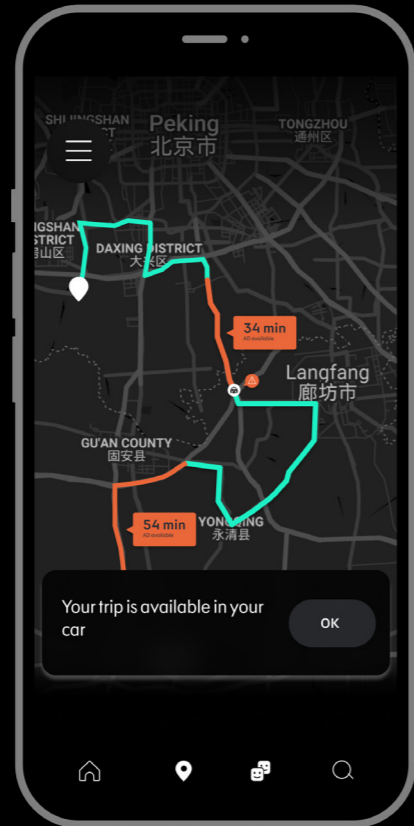 SHIJINGSHAN
Peking
北京市
TONGZHOU
通州区
DAXING DISTRICT
大兴区
34 min
AD available
Langfang
廊坊市
GU'AN COUNTY
固安县
54 min
AD available
永清县
Your trip is available in your
car
OK